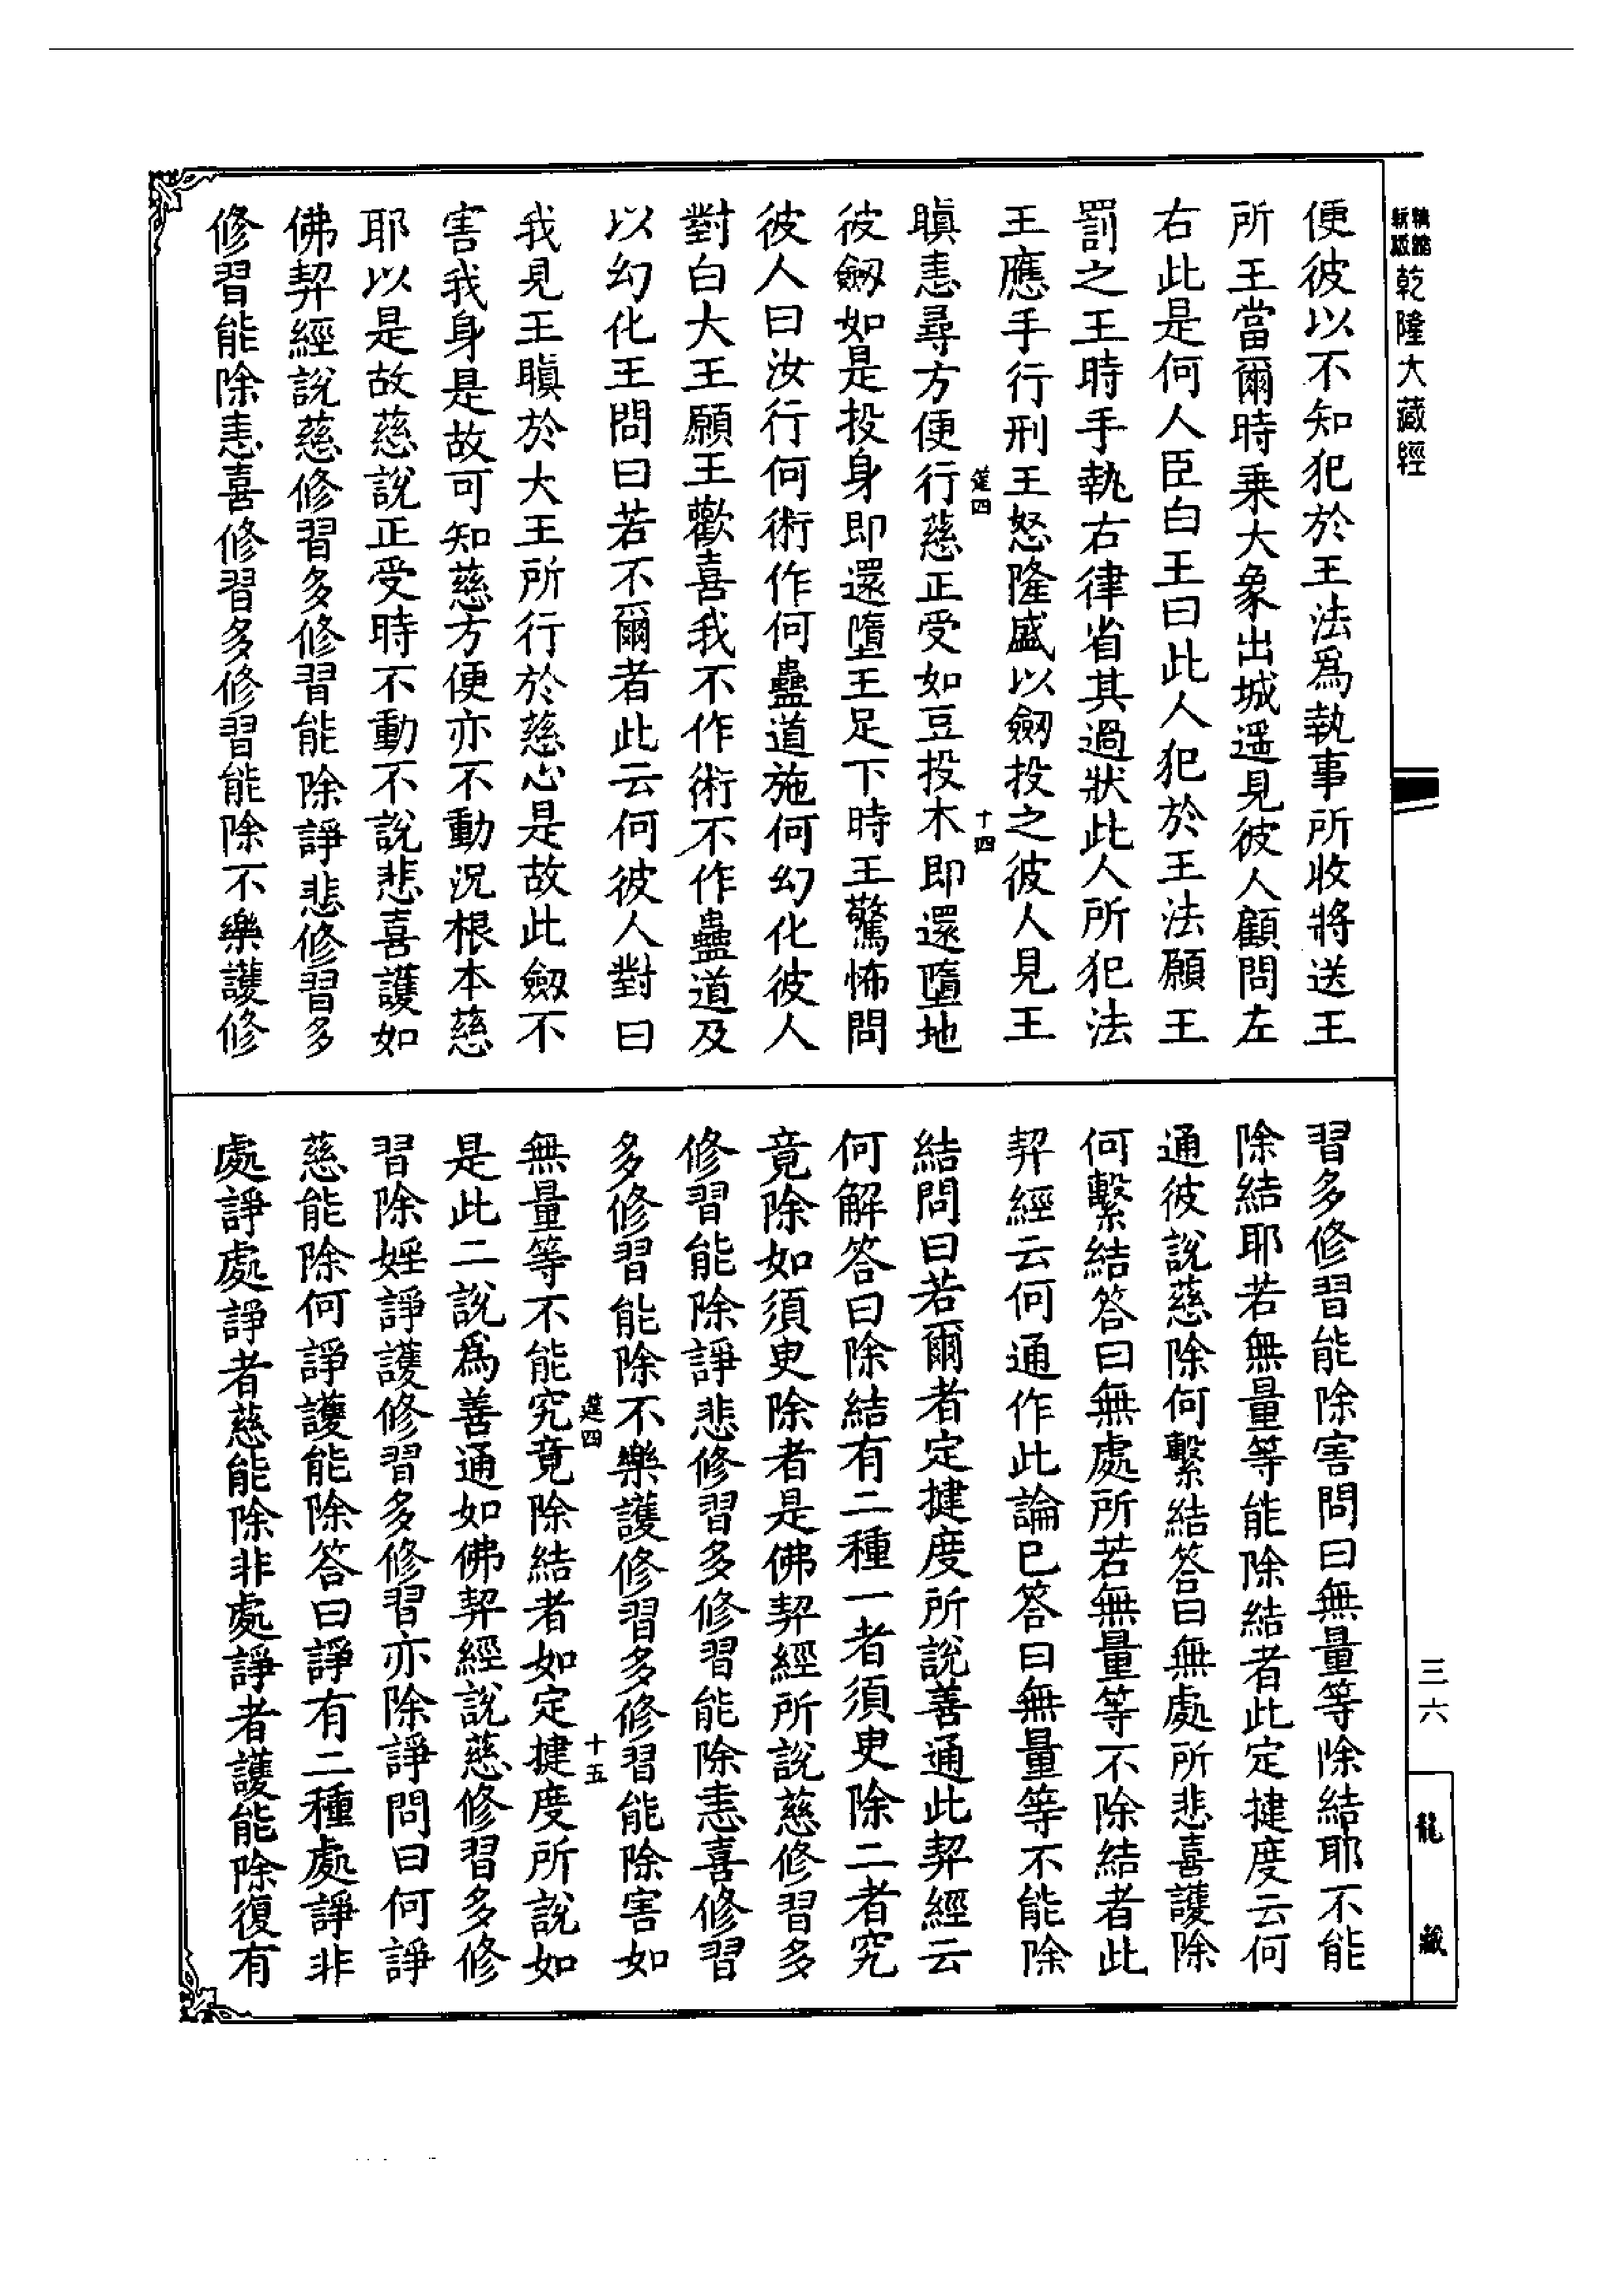 乾隆大藏經
便彼以不知犯於王法爲執事所收將送王
所王當爾時乗大象出城遥見彼人顧問左
右此是何人臣白王曰此人犯於王法願王
罰之王時手執右律省其過狀此人所犯法
王應手行刑王怒隆盛以劒投之彼人見王
筵四
十四
瞋恚尋方便行慈正受如豆投木即還墮地
彼劒如是投身即還墮王足下時王驚怖問
彼人曰汝行何術作何蠱道施何幻化彼人
對白大王願王歡喜我不作術不作蠱道及
以幻化王問曰若不爾者此云何彼人對曰
我見王瞋於大王所行於慈心是故此劒不
害我身是故可知慈方便亦不動況根本慈
耶以是故慈說正受時不動不說悲喜護如
佛契經說慈修習多修習能除諍悲修習多
修習能除恚喜修習多修習能除不樂護修
習多修習能除害問曰無量等除結耶不能
除結耶若無量等能除結者此定揵度云何
通彼說慈除何繫結答曰無處所悲喜護除
何繫結答曰無處所若無量等不除結者此
契經云何通作此論已答曰無量等不能除
結問曰若爾者定揵度所說善通此契經云
何解答曰除結有二種一者須臾除二者究
竟除如須臾除者是佛契經所說慈修習多
修習能除諍悲修習多修習能除恚喜修習
多修習能除不樂護修習多修習能除害如
筵四
十五
無量等不能究竟除結者如定揵度所說如
是此二說爲善通如佛契經說慈修習多修
習除婬諍護修習多修習亦除諍問曰何諍
慈能除何諍護能除答曰諍有二種處諍非
處諍處諍者慈能除非處諍者護能除復有
三六
龍藏